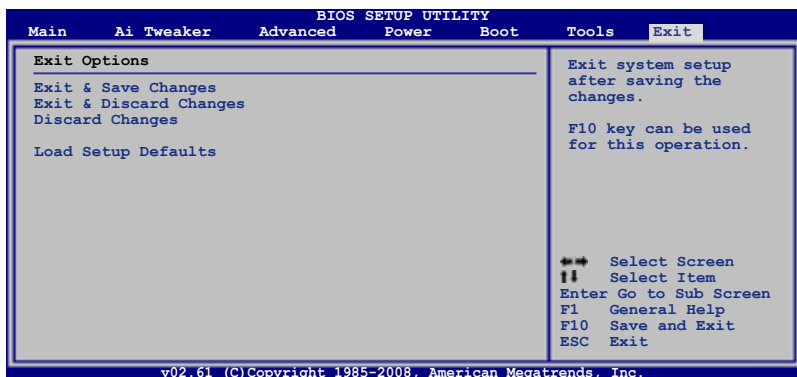 BIOS SETUP UTILITY
Main Ai Tweaker Advanced Power Boot Tools Exit
Exit Options
Exit & Save Changes
Exit & Discard Changes
Discard Changes
Load Setup Defaults
Exit system setup
after saving the
changes.
F10 key can be used
for this operation.
←→ Select Screen
↑↓ Select Item
Enter Go to Sub Screen
F1 General Help
F10 Save and Exit
ESC Exit
v02.61 (C)Copyright 1985-2008, American Megatrends, Inc.